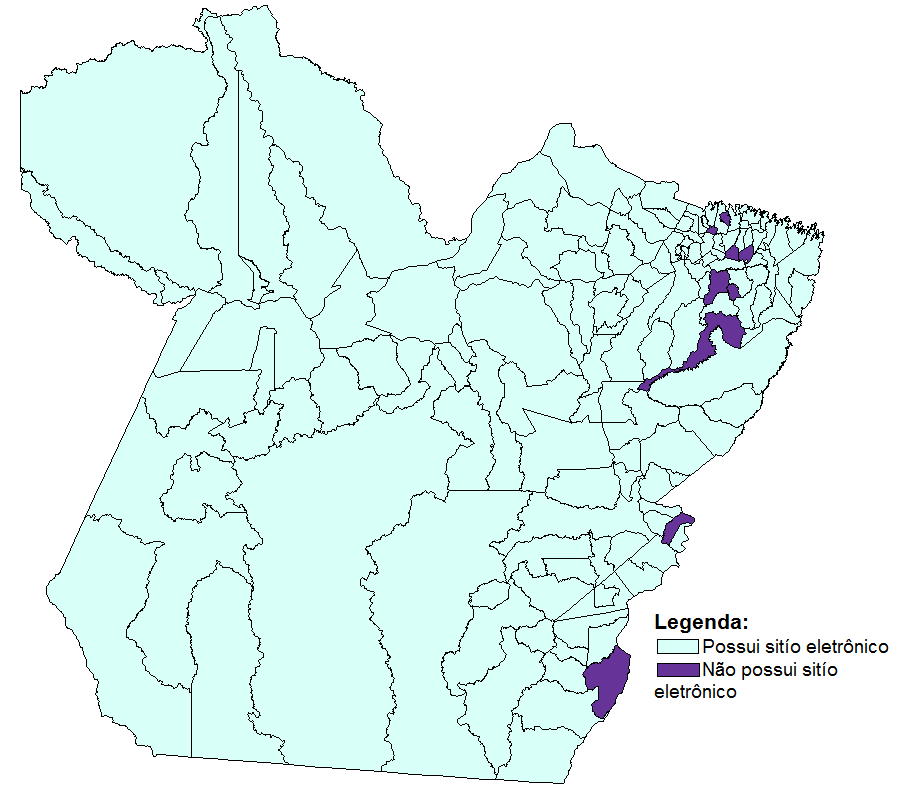 Legenda:
Possui sitío eletrônico
Não possui sitío
eletrônico